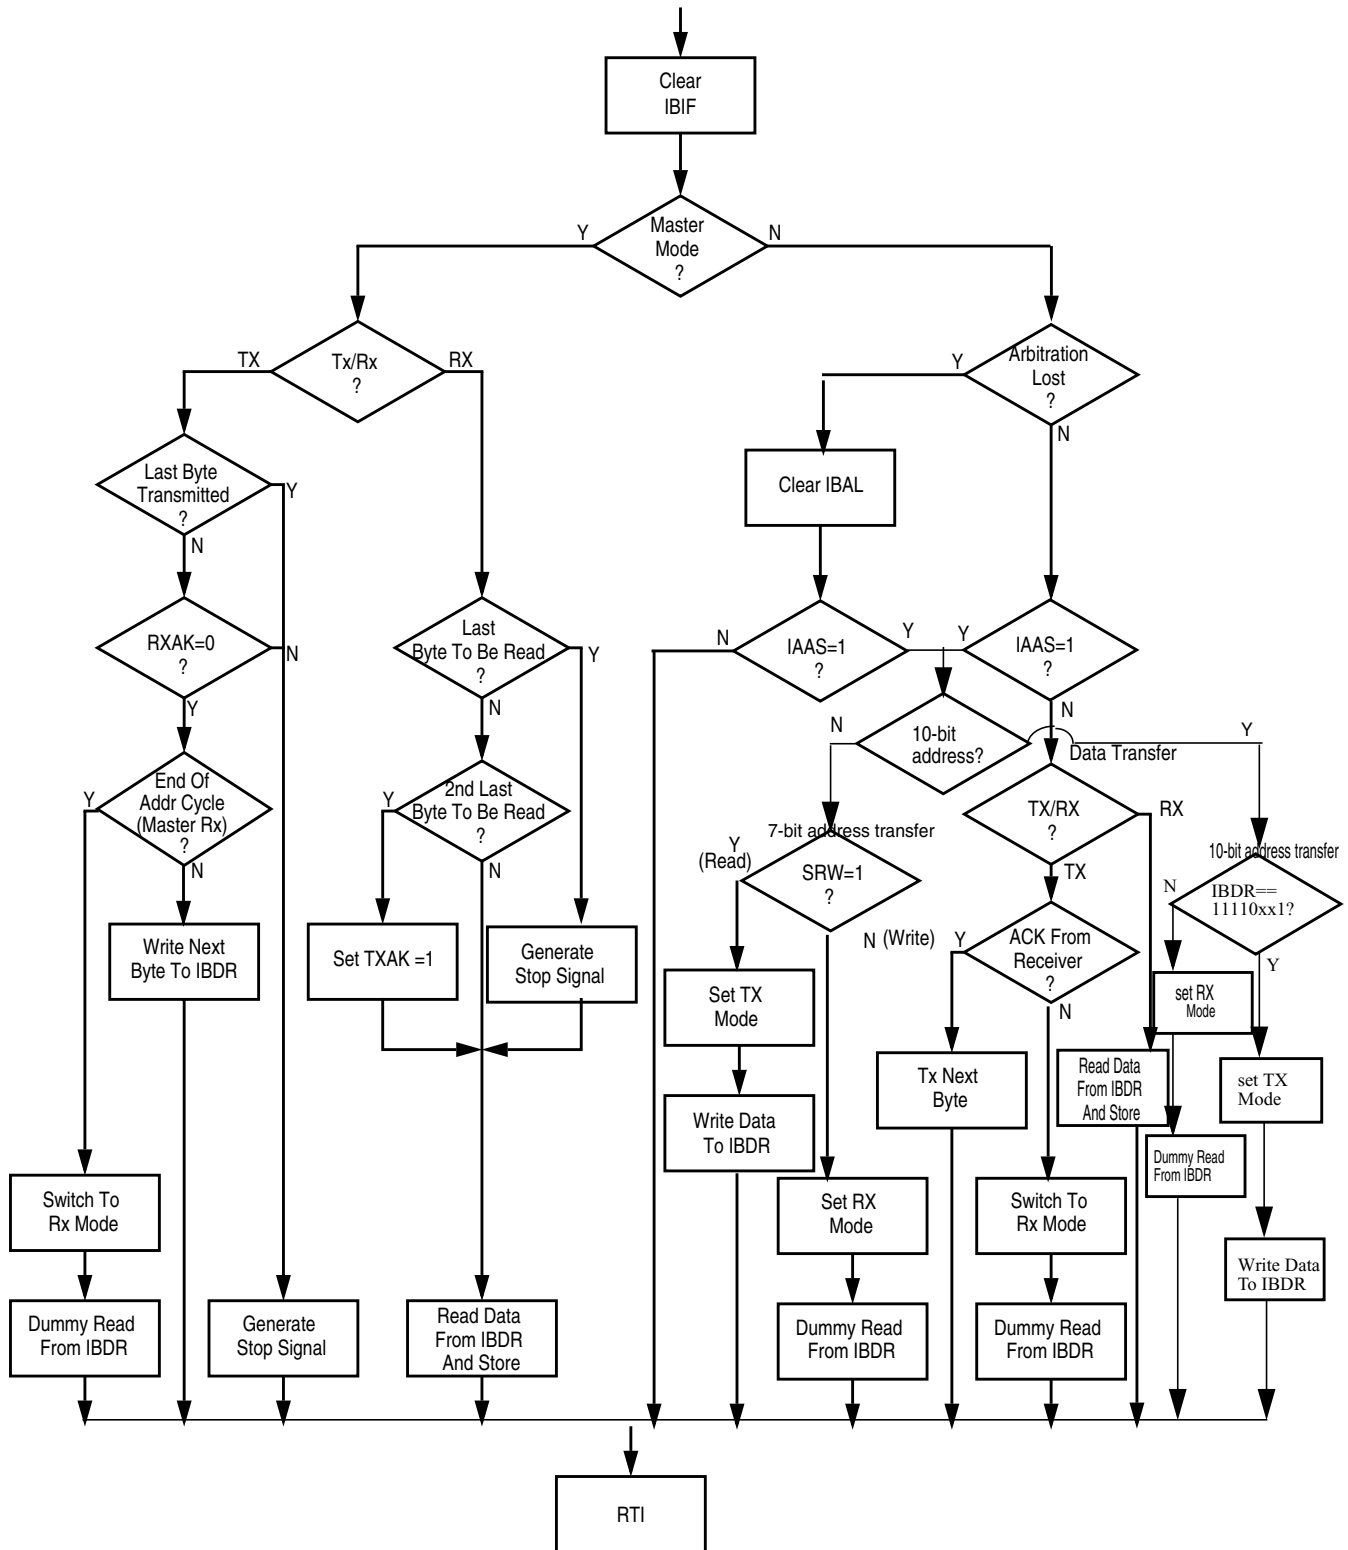 Clear
IBIF
Master
Mode
?
Y
N
Tx/Rx
?
TX
RX
Arbitration
Lost
?
Y
N
Last Byte
Transmitted
?
Y
N
Clear IBAL
RXAK=0
?
N
Y
Last
Byte To Be Read
?
Y
N
IAAS=1
?
N
Y
IAAS=1
?
Y
N
10-bit
address?
N
Y
Data Transfer
End Of
Addr Cycle
(Master Rx)
?
Y
N
2nd Last
Byte To Be Read
?
Y
N
7-bit address transfer
SRW=1
?
Y
(Read)
N (Write)
TX/RX
?
RX
TX
10-bit address transfer
IBDR==
11110xx1?
N
Y
Write Next
Byte To IBDR
Set TXAK =1
Generate
Stop Signal
Set TX
Mode
ACK From
Receiver
?
Y
N
set RX
Mode
Tx Next
Byte
Read Data
From IBDR
And Store
set TX
Mode
Write Data
To IBDR
Dummy Read
From IBDR
Switch To
Rx Mode
Set RX
Mode
Switch To
Rx Mode
Write Data
To IBDR
Dummy Read
From IBDR
Generate
Stop Signal
Read Data
From IBDR
And Store
Dummy Read
From IBDR
Dummy Read
From IBDR
RTI